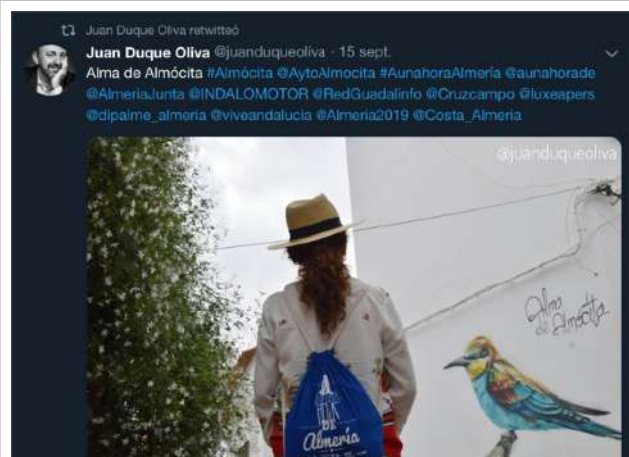 Juan Duque Oliva retwitteó
Juan Duque Oliva @juanduqueoliva · 15 sept.
Alma de Almócita #Almócita @AytoAlmocita #AunahoraAlmería @aunahorade
@AlmeriaJunta @INDALOMOTOR @RedGuadalinfo @Cruzcampo @luxeapers
@dipalme_almeria @viveandalucia @Almeria2019 @Costa_Almeria
@juanduqueoliva
Alma
de Almócita
Almería